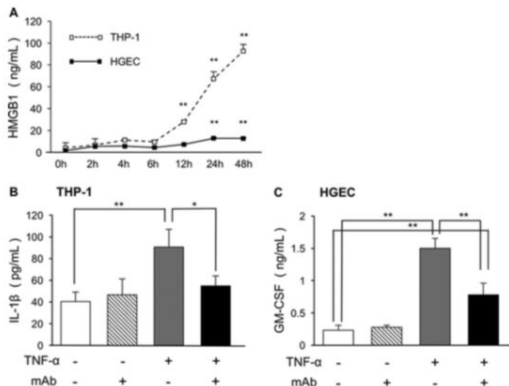 A
HMGB1 ( ng/mL )
120
100
80
60
40
20
0
THP-1
HGEC
** ** **
** **
0h 2h 4h 6h 12h 24h 48h
B THP-1
IL-1β ( pg/mL )
120
100
80
60
40
20
0
** *
TNF-α - - + +
mAb - + - +
C HGEC
GM-CSF ( ng/mL )
2
1.5
1
0.5
0
** **
**
TNF-α - - + +
mAb - + - +